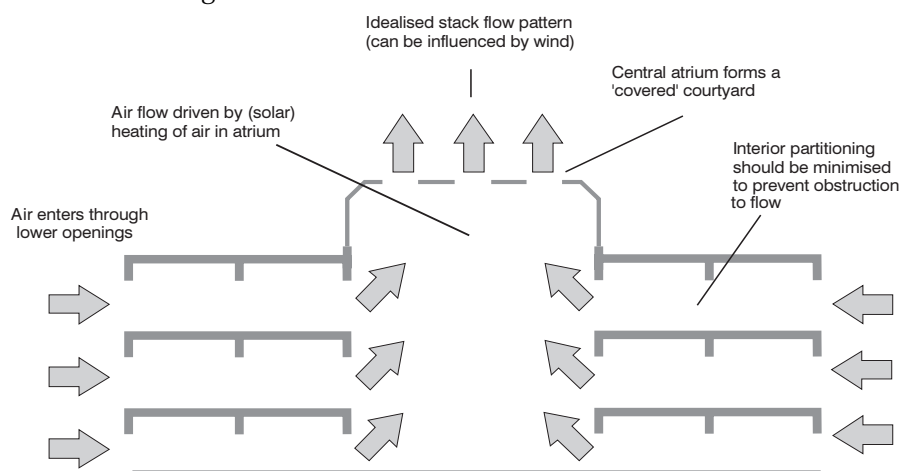 Idealised stack flow pattern
(can be influenced by wind)
Central atrium forms a
'covered' courtyard
Air flow driven by (solar)
heating of air in atrium
Interior partitioning
should be minimised
to prevent obstruction
to flow
Air enters through
lower openings